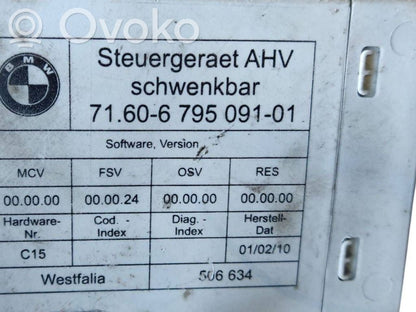 Ovoko
BMW
Steuergeraet AHV
schwenkbar
71.60-6 795 091-01
Software, Version
MCV FSV OSV RES
00.00.00 00.00.24 00.00.00 00.00.00
Hardware- Cod. - Diag. - Herstell-
Nr. Index Index Dat
C15 01/02/10
Westfalia 506 634